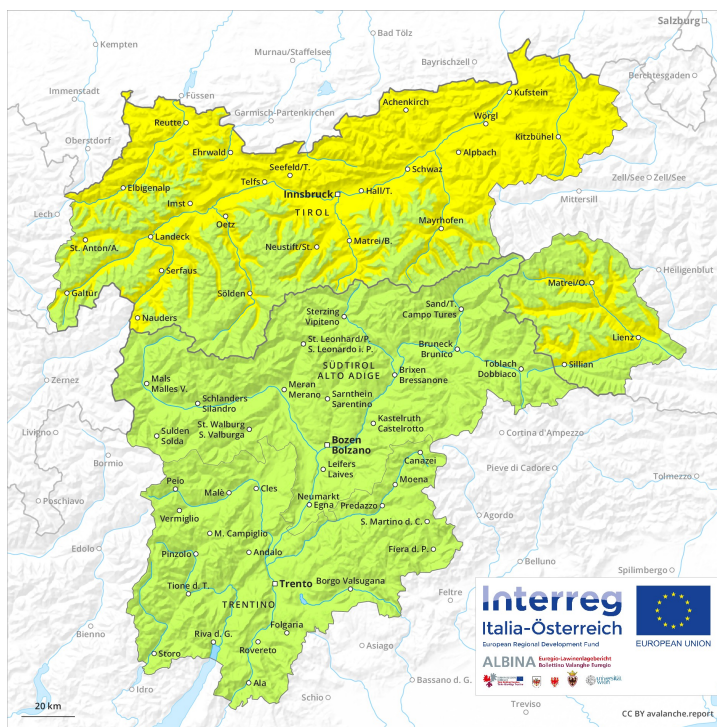 Salzburg
Bad Tölz
Kempten
Murnau/Staffelsee
Bayrischzell
Berchtesgaden
Immenstadt
Füssen
Garmisch-Partenkirchen
Achenkirch
Kufstein
Reutte
Wörgl
Oberstdorf
Ehrwald
Kitzbühel
Seefeld/T.
Alpbach
Telfs
Schwaz
Elbigenalp
Innsbruck
Hall/T.
Zell/See
Zell/See
Lech
Imst
TIROL
Mittersill
Oetz
Mayrhofen
St. Anton/A.
Landeck
Neustift/St.
Matrei/B.
Serfaus
Heiligenblut
Matrei/O.
Galtür
Sölden
Sand/T.
Campo Tures
Nauders
Sterzing
Vipiteno
Lienz
St. Leonhard/P.
S. Leonardo i. P.
Bruneck
Brunico
Toblach
Dobbiaco
Sillian
SÜDTIROL
ALTO ADIGE
Brixen
Bressanone
Zernez
Mals
Malles V.
Meran
Merano
Schlanders
Silandro
Sarnthein
Sarentino
St. Walburg
S. Valburga
Kastelruth
Castelrotto
Livigno
Sulden
Solda
Cortina d'Ampezzo
Bozen
Bolzano
Canazei
Bormio
Leifers
Laives
Pieve di Cadore
Tolmezzo
Peio
Malè
Cles
Moena
Poschiavo
Neumarkt
Egna
Predazzo
Vermiglio
Agordo
S. Martino d. C.
M. Campiglio
Edolo
Pinzolo
Andalo
Fiera d. P.
Belluno
Spilimbergo
Tione d. T.
Trento
Borgo Valsugana
Feltre
TRENTINO
Folgaria
Bienno
Riva d. G.
Rovereto
Asiago
Storo
Bassano d. G.
Ala
Idro
Schio
Treviso
20 km
Interreg
Italia-Österreich
European Regional Development Fund
EUROPEAN UNION
ALBINA
Euregio-Lawinenlagebericht
Bollettino Valanghe Euregio
CC BY avalanche.report